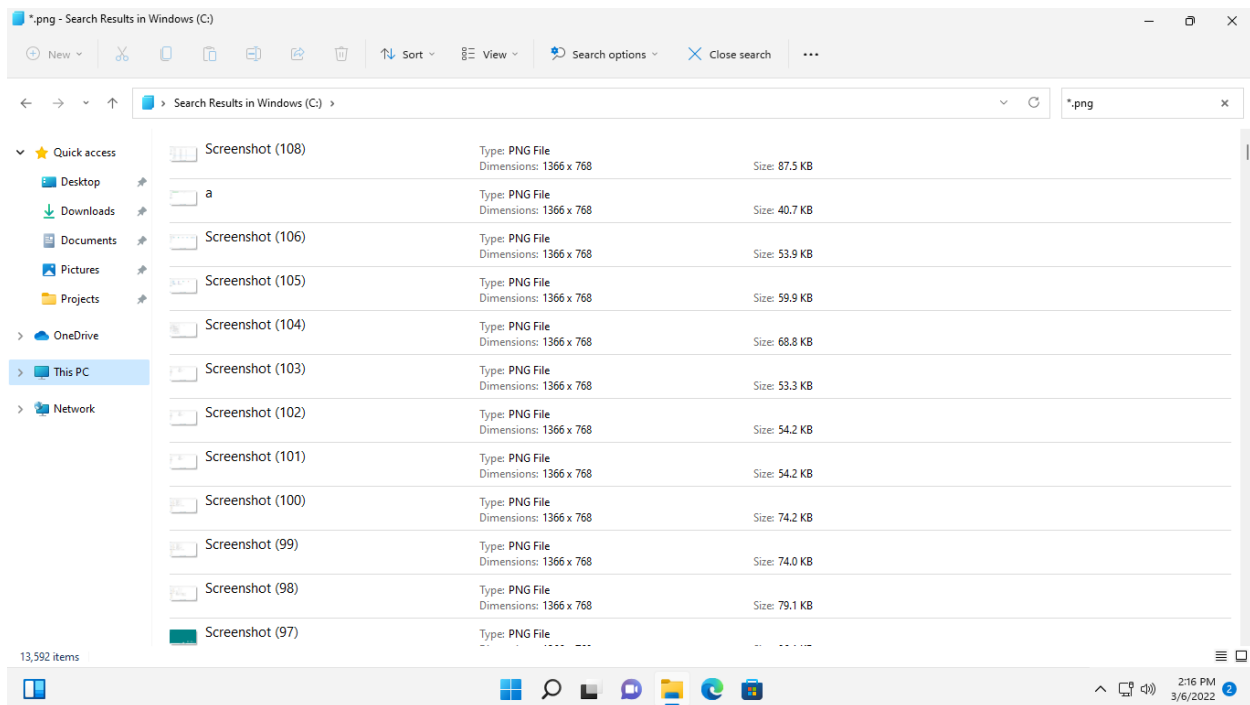 *.png - Search Results in Windows (C:)
New
Sort
View
Search options
Close search
Search Results in Windows (C:)
*.png
Quick access
Desktop
Downloads
Documents
Pictures
Projects
OneDrive
This PC
Network
Screenshot (108)
Type: PNG File
Dimensions: 1366 x 768
Size: 87.5 KB
a
Type: PNG File
Dimensions: 1366 x 768
Size: 40.7 KB
Screenshot (106)
Type: PNG File
Dimensions: 1366 x 768
Size: 53.9 KB
Screenshot (105)
Type: PNG File
Dimensions: 1366 x 768
Size: 59.9 KB
Screenshot (104)
Type: PNG File
Dimensions: 1366 x 768
Size: 68.8 KB
Screenshot (103)
Type: PNG File
Dimensions: 1366 x 768
Size: 53.3 KB
Screenshot (102)
Type: PNG File
Dimensions: 1366 x 768
Size: 54.2 KB
Screenshot (101)
Type: PNG File
Dimensions: 1366 x 768
Size: 54.2 KB
Screenshot (100)
Type: PNG File
Dimensions: 1366 x 768
Size: 74.2 KB
Screenshot (99)
Type: PNG File
Dimensions: 1366 x 768
Size: 74.0 KB
Screenshot (98)
Type: PNG File
Dimensions: 1366 x 768
Size: 79.1 KB
Screenshot (97)
Type: PNG File
13,592 items
2:16 PM
3/6/2022
2